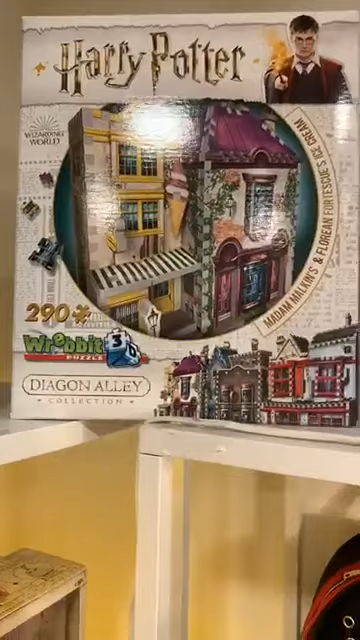 Harry Potter
WIZARDING
WORLD
MADAM MALKIN'S & FLOREAN FORTESCUE'S ICE CREAM
290
Wrebbit 3D
PUZZLE
DIAGON ALLEY
COLLECTION